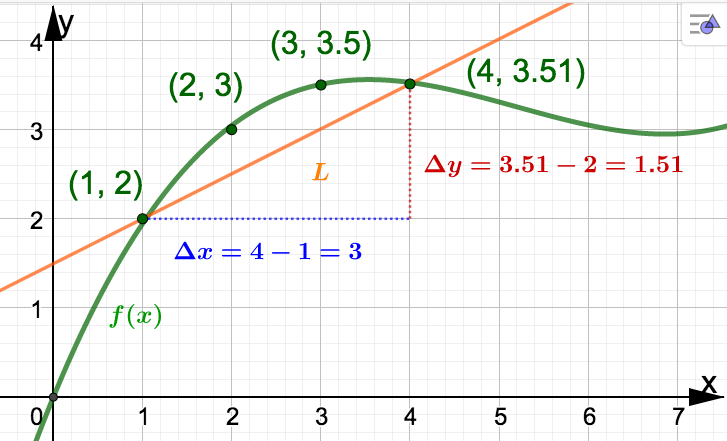 y
4
(3, 3.5)
(2, 3)
(4, 3.51)
3
Δy = 3.51 − 2 = 1.51
L
(1, 2)
2
Δx = 4 − 1 = 3
1
f(x)
x
0 1 2 3 4 5 6 7